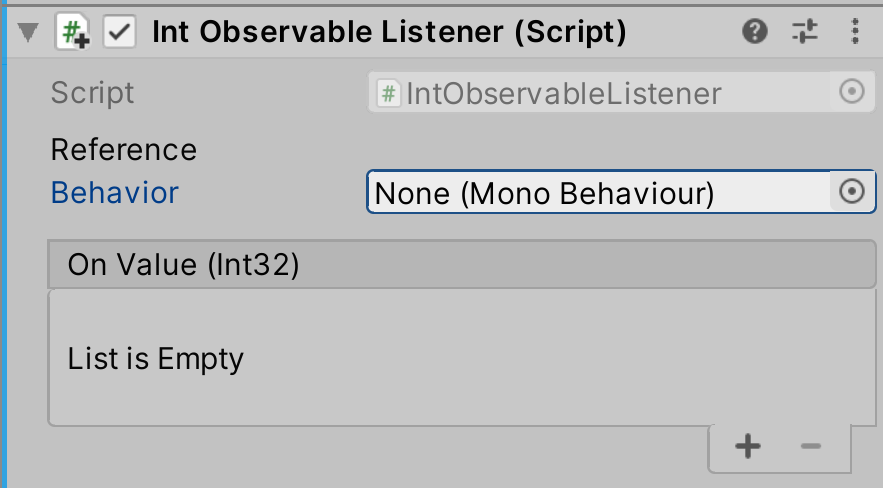 Int Observable Listener (Script)
Script IntObservableListener
Reference
Behavior None (Mono Behaviour)
On Value (Int32)
List is Empty